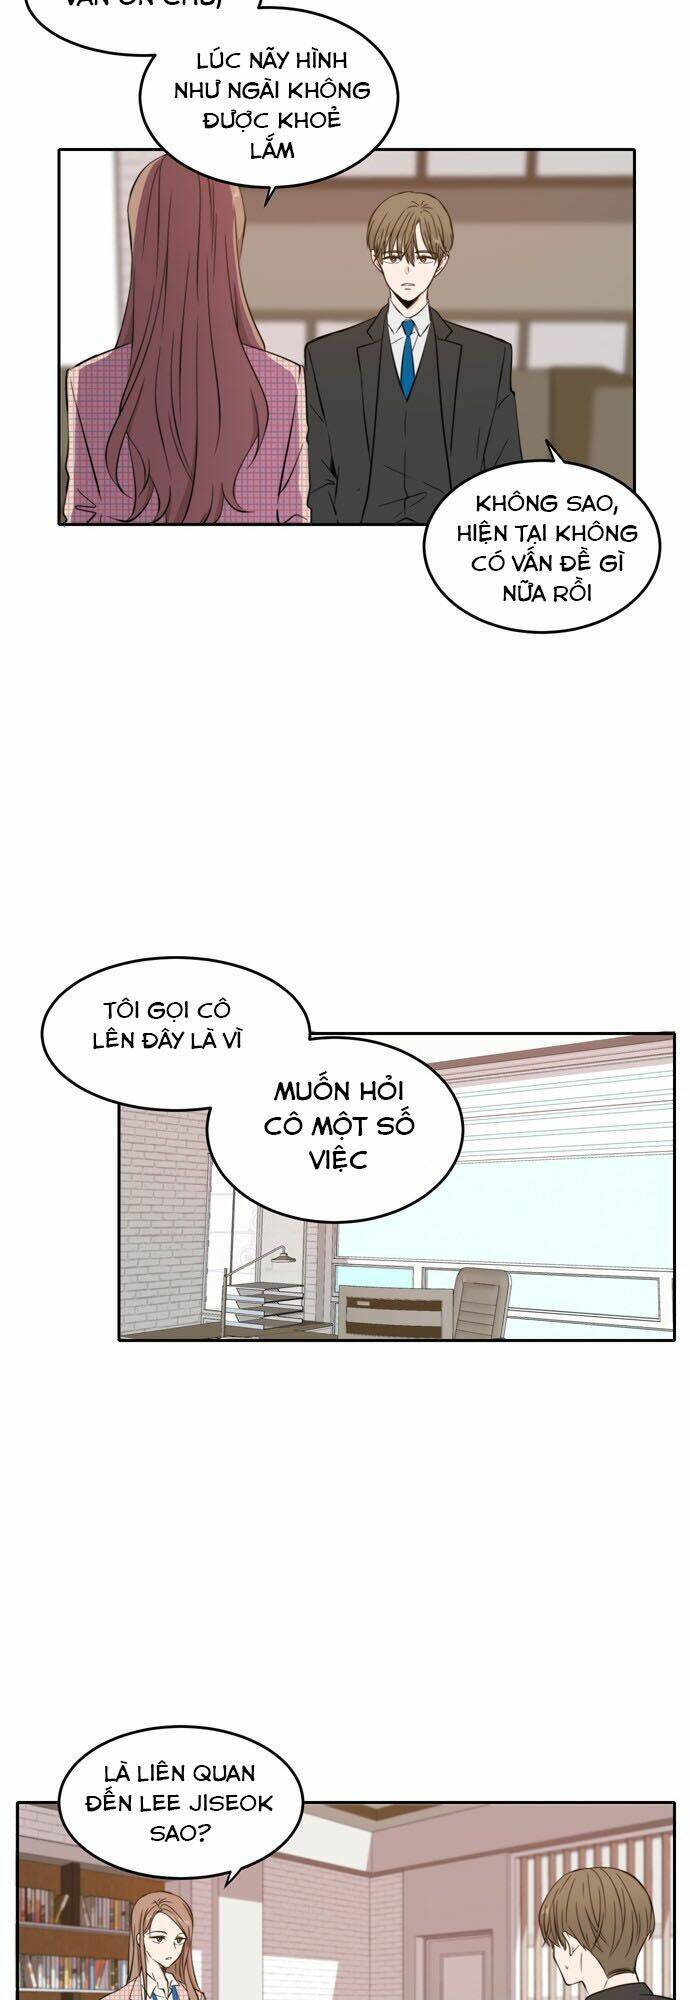 LÚC NÃY HÌNH
NHƯ NGÀI KHÔNG
ĐƯỢC KHOẺ
LẮM
KHÔNG SAO,
HIỆN TẠI KHÔNG
CÓ VẤN ĐỀ GÌ
NỮA RỒI
TÔI GỌI CÔ
LÊN ĐÂY LÀ VÌ
MUỐN HỎI
CÔ MỘT SỐ
VIỆC
LÀ LIÊN QUAN
ĐẾN LEE JISEOK
SAO?